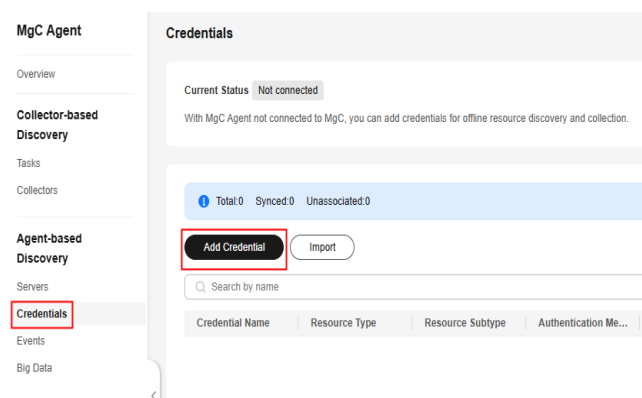 MgC Agent
Overview
Collector-based
Discovery
Tasks
Collectors
Agent-based
Discovery
Servers
Credentials
Events
Big Data
Credentials
Current Status Not connected
With MgC Agent not connected to MgC, you can add credentials for offline resource discovery and collection.
Total:0 Synced:0 Unassociated:0
Add Credential Import
Search by name
Credential Name Resource Type Resource Subtype Authentication Me...